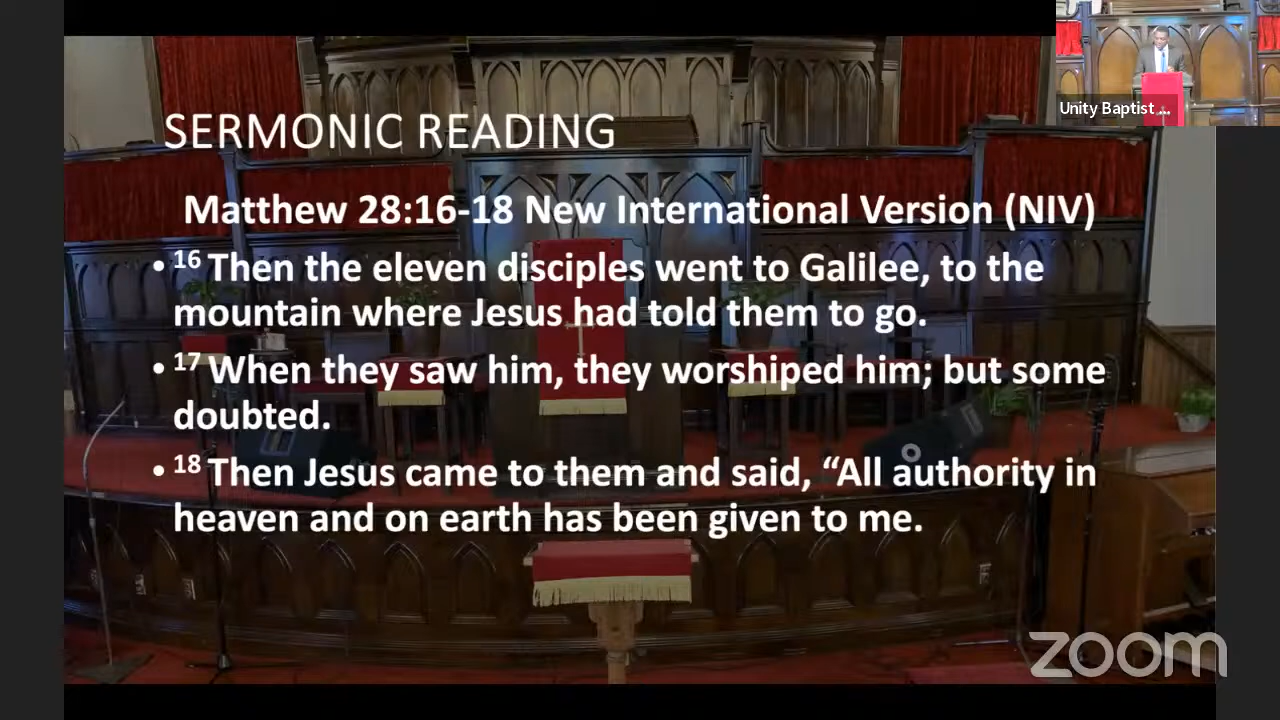 Unity Baptist ...
SERMONIC READING
Matthew 28:16-18 New International Version (NIV)
• 16 Then the eleven disciples went to Galilee, to the
mountain where Jesus had told them to go.
• 17 When they saw him, they worshiped him; but some
doubted.
• 18 Then Jesus came to them and said, “All authority in
heaven and on earth has been given to me.
zoom